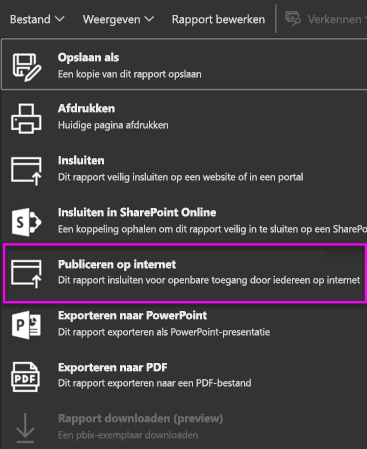 Bestand Weergeven Rapport bewerken Verkennen
Opslaan als
Een kopie van dit rapport opslaan
Afdrukken
Huidige pagina afdrukken
Insluiten
Dit rapport veilig insluiten op een website of in een portal
Insluiten in SharePoint Online
Een koppeling ophalen om dit rapport veilig in te sluiten op een SharePo
Publiceren op internet
Dit rapport insluiten voor openbare toegang door iedereen op internet
Exporteren naar PowerPoint
Dit rapport exporteren als PowerPoint-presentatie
Exporteren naar PDF
Dit rapport exporteren naar een PDF-bestand
Rapport downloaden (preview)
Een pbix-exemplaar downloaden